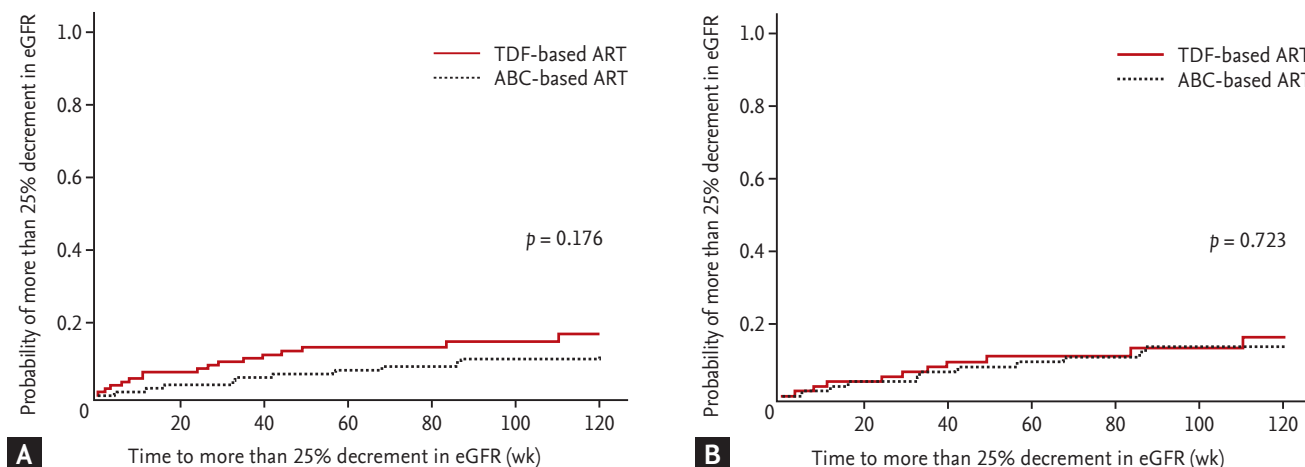 Probability of more than 25% decrement in eGFR
1.0
0.8
0.6
0.4
0.2
0
20
40
60
80
100
120
TDF-based ART
ABC-based ART
p = 0.176
A
Time to more than 25% decrement in eGFR (wk)
Probability of more than 25% decrement in eGFR
1.0
0.8
0.6
0.4
0.2
0
20
40
60
80
100
120
TDF-based ART
ABC-based ART
p = 0.723
B
Time to more than 25% decrement in eGFR (wk)